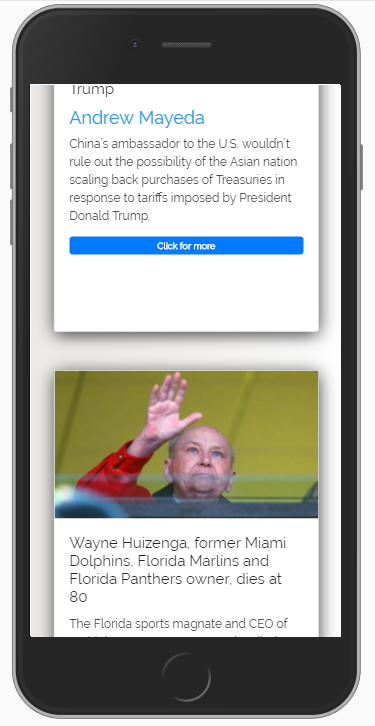 Trump
Andrew Mayeda
China's ambassador to the U.S. wouldn't
rule out the possibility of the Asian nation
scaling back purchases of Treasuries in
response to tariffs imposed by President
Donald Trump.
Click for more
Wayne Huizenga, former Miami
Dolphins, Florida Marlins and
Florida Panthers owner, dies at
80
The Florida sports magnate and CEO of